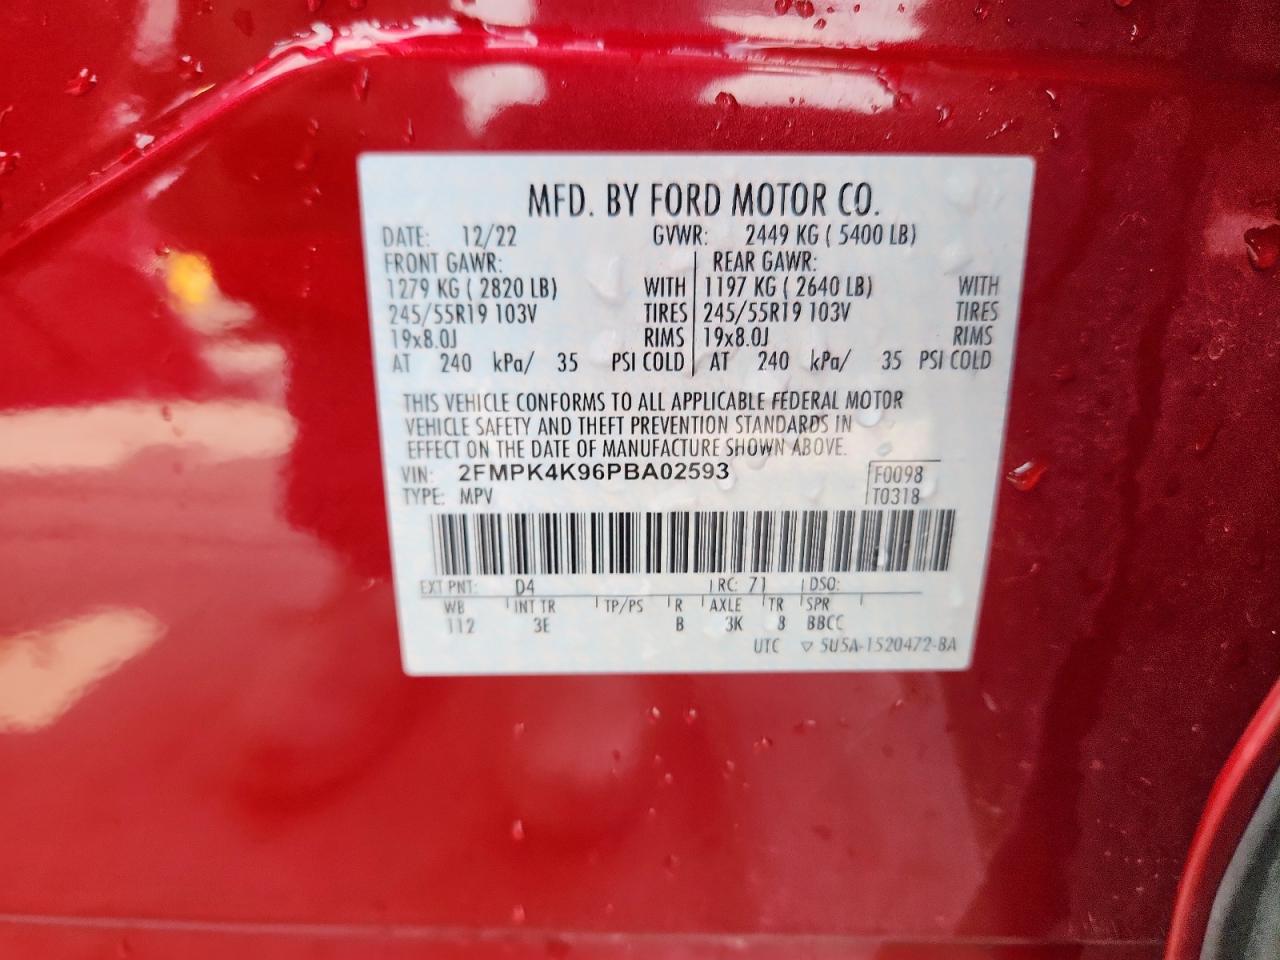 MFD. BY FORD MOTOR CO.
DATE: 12/22 GVWR: 2449 KG ( 5400 LB)
FRONT GAWR: REAR GAWR:
1279 KG ( 2820 LB) WITH 1197 KG ( 2640 LB) WITH
245/55R19 103V TIRES 245/55R19 103V TIRES
19x8.0J RIMS 19x8.0J RIMS
AT 240 kPa/ 35 PSI COLD AT 240 kPa/ 35 PSI COLD
THIS VEHICLE CONFORMS TO ALL APPLICABLE FEDERAL MOTOR
VEHICLE SAFETY AND THEFT PREVENTION STANDARDS IN
EFFECT ON THE DATE OF MANUFACTURE SHOWN ABOVE.
VIN: 2FMPK4K96PBA02593 F0098
TYPE: MPV T0318
EXT PNT: D4 RC: 71 DSO:
WB INT TR TP/PS R AXLE TR SPR
112 3E B 3K 8 BBCC
UTC ▽ 5U5A-1520472-BA